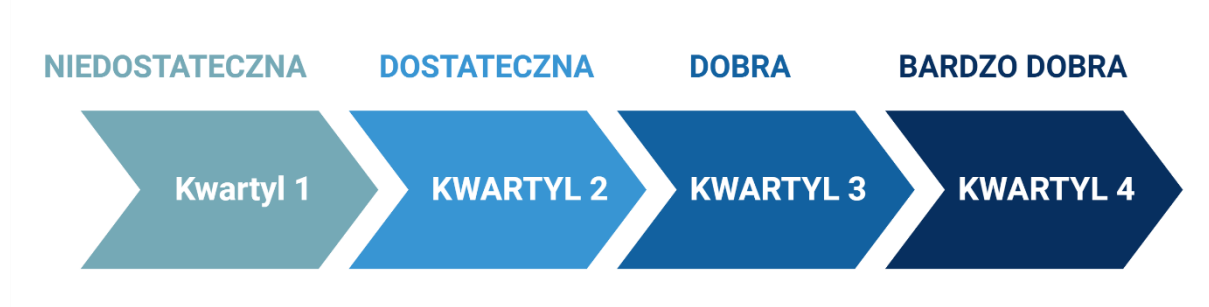 NIEDOSTATECZNA DOSTATECZNA DOBRA BARDZO DOBRA
Kwartyl 1 KWARTYL 2 KWARTYL 3 KWARTYL 4